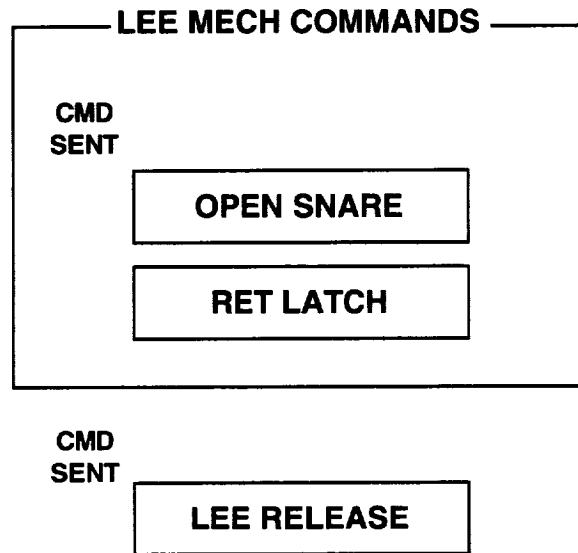 LEE MECH COMMANDS
CMD
SENT
OPEN SNARE
RET LATCH
CMD
SENT
LEE RELEASE